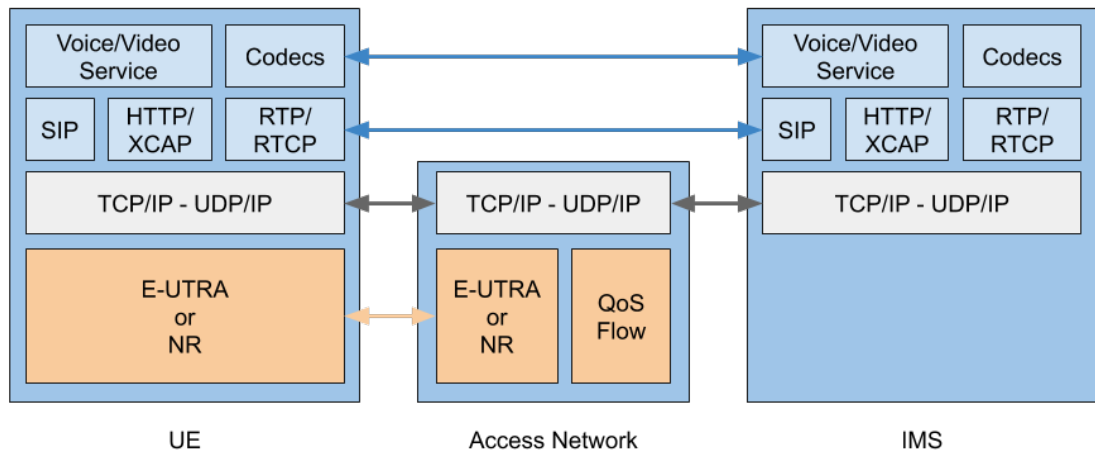 Voice/Video
Service
Codecs
SIP
HTTP/
XCAP
RTP/
RTCP
TCP/IP - UDP/IP
E-UTRA
or
NR
UE
TCP/IP - UDP/IP
E-UTRA
or
NR
QoS
Flow
Access Network
Voice/Video
Service
Codecs
SIP
HTTP/
XCAP
RTP/
RTCP
TCP/IP - UDP/IP
IMS